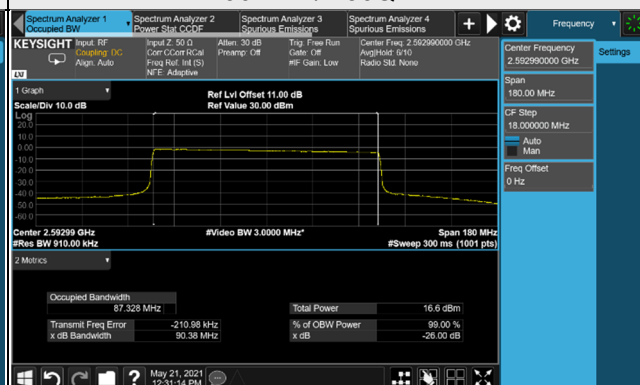 Spectrum Analyzer 1
Occupied BW
Spectrum Analyzer 2
Power Stat CCDF
Spectrum Analyzer 3
Spurious Emissions
Spectrum Analyzer 4
Spurious Emissions
+
Frequency
KEYSIGHT
Input: RF
Coupling: DC
Align: Auto
Input Z: 50 Ω
Corr CCorr RCal
Freq Ref: Int (S)
NFE: Adaptive
Atten: 30 dB
Preamp: Off
Trig: Free Run
Gate: Off
#IF Gain: Low
Center Freq: 2.592990000 GHz
Avg|Hold: 6/10
Radio Std: None
LXI
Center Frequency
2.592990000 GHz
Settings
Span
180.00 MHz
CF Step
18.000000 MHz
Auto
Man
Freq Offset
0 Hz
1 Graph
Scale/Div 10.0 dB
Ref Lvl Offset 11.00 dB
Ref Value 30.00 dBm
Log
20.0
10.0
0.00
-10.0
-20.0
-30.0
-40.0
-50.0
-60.0
Center 2.59299 GHz
#Res BW 910.00 kHz
#Video BW 3.0000 MHz*
Span 180 MHz
#Sweep 300 ms (1001 pts)
2 Metrics
Occupied Bandwidth
87.328 MHz
Total Power 16.6 dBm
Transmit Freq Error -210.98 kHz
% of OBW Power 99.00 %
x dB Bandwidth 90.38 MHz
x dB -26.00 dB
?
May 21, 2021
12:31:14 PM